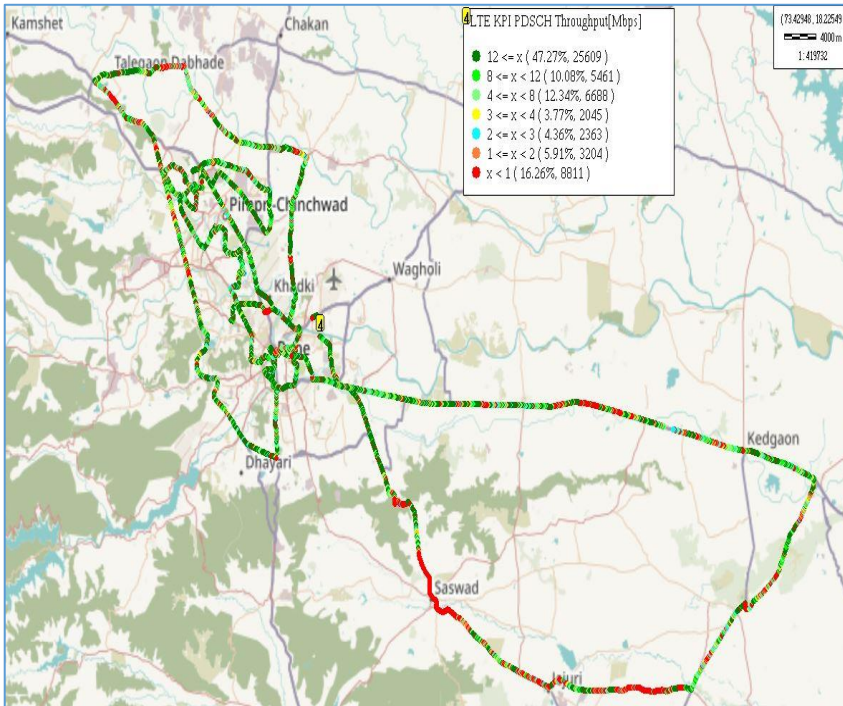 Kamshet
Chakan
4
LTE KPI PDSCH Throughput[Mbps]
12 <= x ( 47.27%, 25609 )
8 <= x < 12 ( 10.08%, 5461 )
4 <= x < 8 ( 12.34%, 6688 )
3 <= x < 4 ( 3.77%, 2045 )
2 <= x < 3 ( 4.36%, 2363 )
1 <= x < 2 ( 5.91%, 3204 )
x < 1 ( 16.26%, 8811 )
(73.42948, 18.22549)
4000m
1: 419732
Talegaon Dabhade
Pimpri-Chinchwad
Wagholi
Khadki
4
Pune
Kedgaon
Dhayari
Saswad
Jejuri